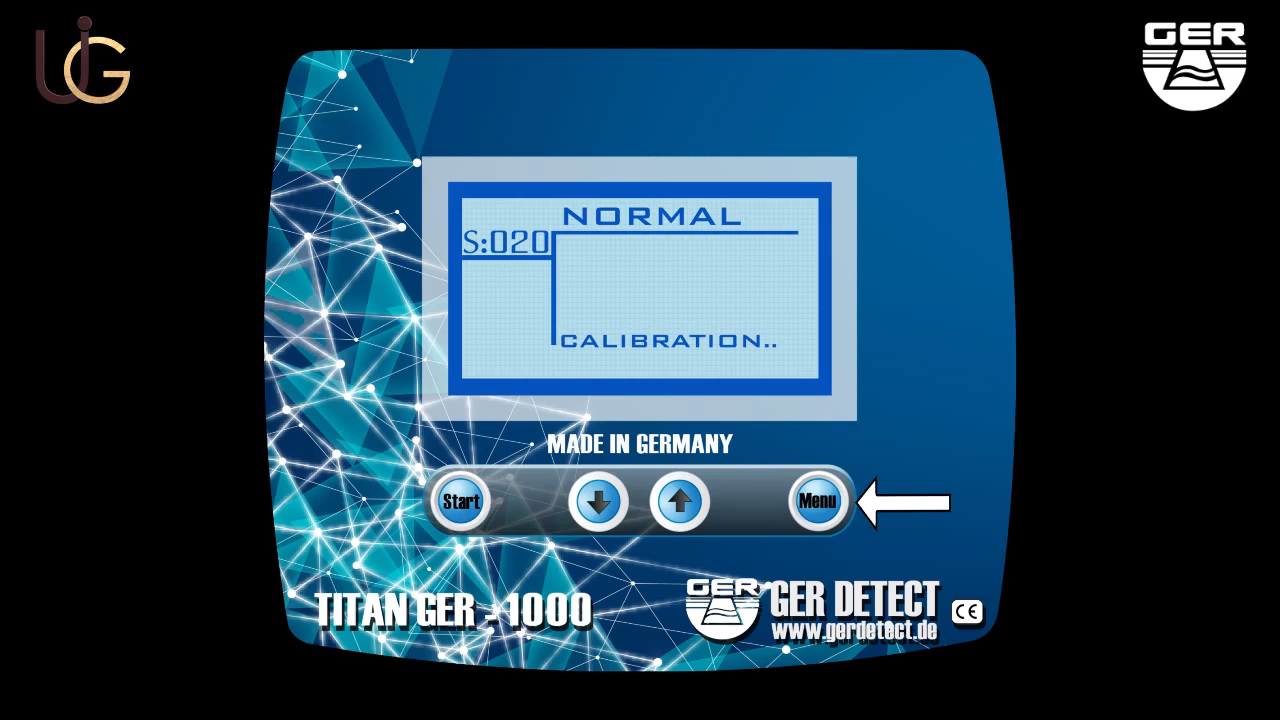 UiG
GER
NORMAL
S:020
CALIBRATION..
MADE IN GERMANY
Start
Menu
TITAN GER - 1000
GER
GER DETECT
www.gerdetect.de
CE